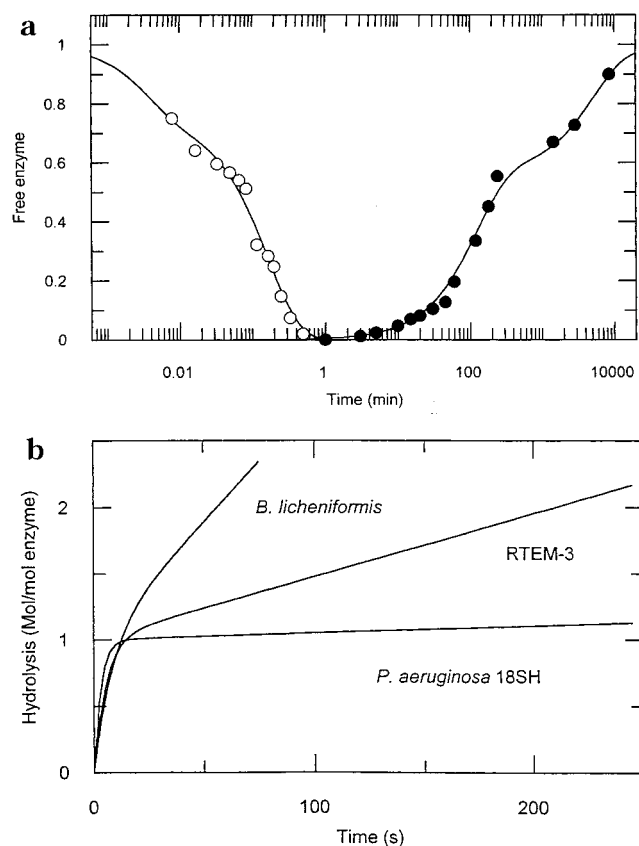 a
1
0.8
0.6
0.4
0.2
0
Free enzyme
0.01
1
100
10000
Time (min)
b
2
1
0
Hydrolysis (Mol/mol enzyme)
B. licheniformis
RTEM-3
P. aeruginosa 18SH
0
100
200
Time (s)